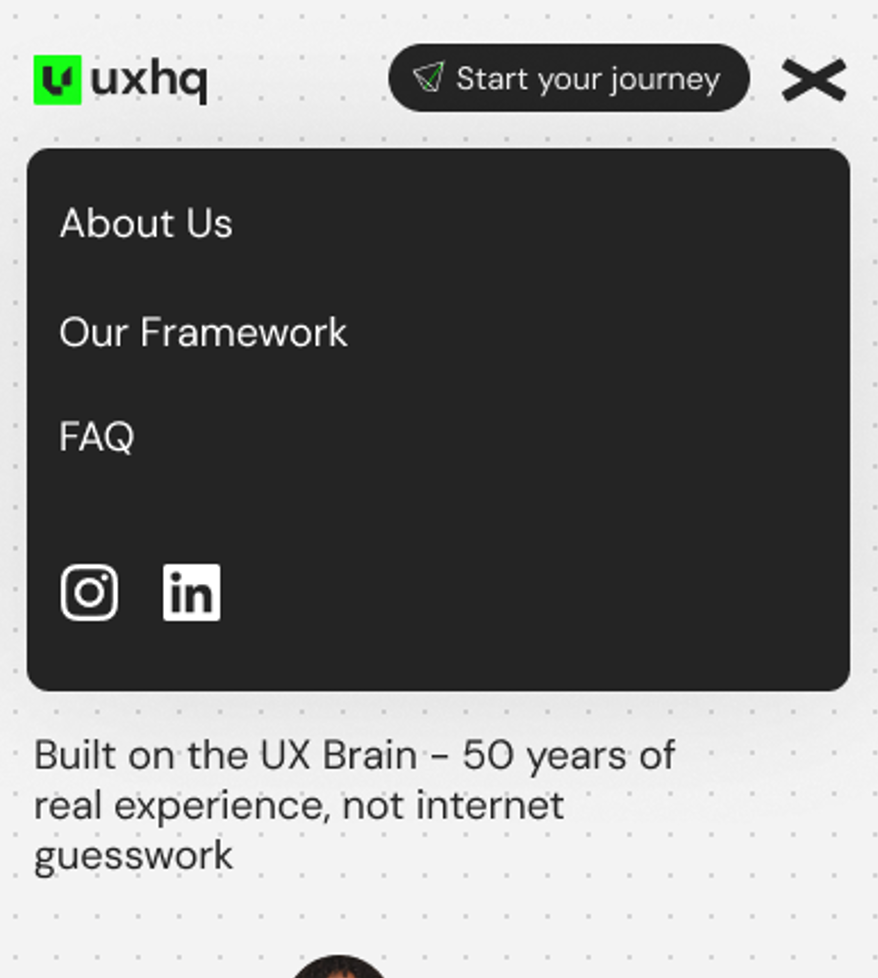 uxhq
Start your journey
About Us
Our Framework
FAQ
in
Built on the UX Brain – 50 years of
real experience, not internet
guesswork